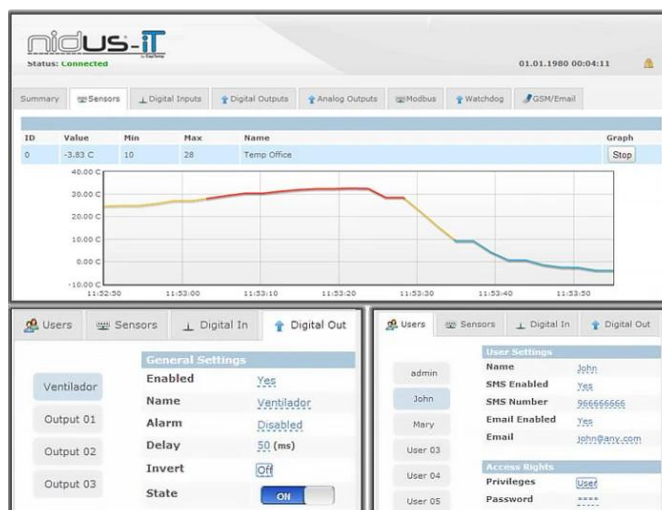 nidus-iT
by CapTemp
Status: Connected
01.01.1980 00:04:11
Summary Sensors Digital Inputs Digital Outputs Analog Outputs Modbus Watchdog GSM/Email
ID Value Min Max Name Graph
0 -3.83 C 10 28 Temp Office Stop
40.00 C
30.00 C
20.00 C
10.00 C
0.00 C
-10.00 C
11:52:50 11:53:00 11:53:10 11:53:20 11:53:30 11:53:40 11:53:50
Users Sensors Digital In Digital Out
General Settings
Ventilador
Output 01
Output 02
Output 03
Enabled Yes
Name Ventilador
Alarm Disabled
Delay 50 (ms)
Invert Off
State ON
Users Sensors Digital In Digital Out
admin
John
Mary
User 03
User 04
User 05
User Settings
Name John
SMS Enabled Yes
SMS Number 966666666
Email Enabled Yes
Email john@any.com
Access Rights
Privileges User
Password ****